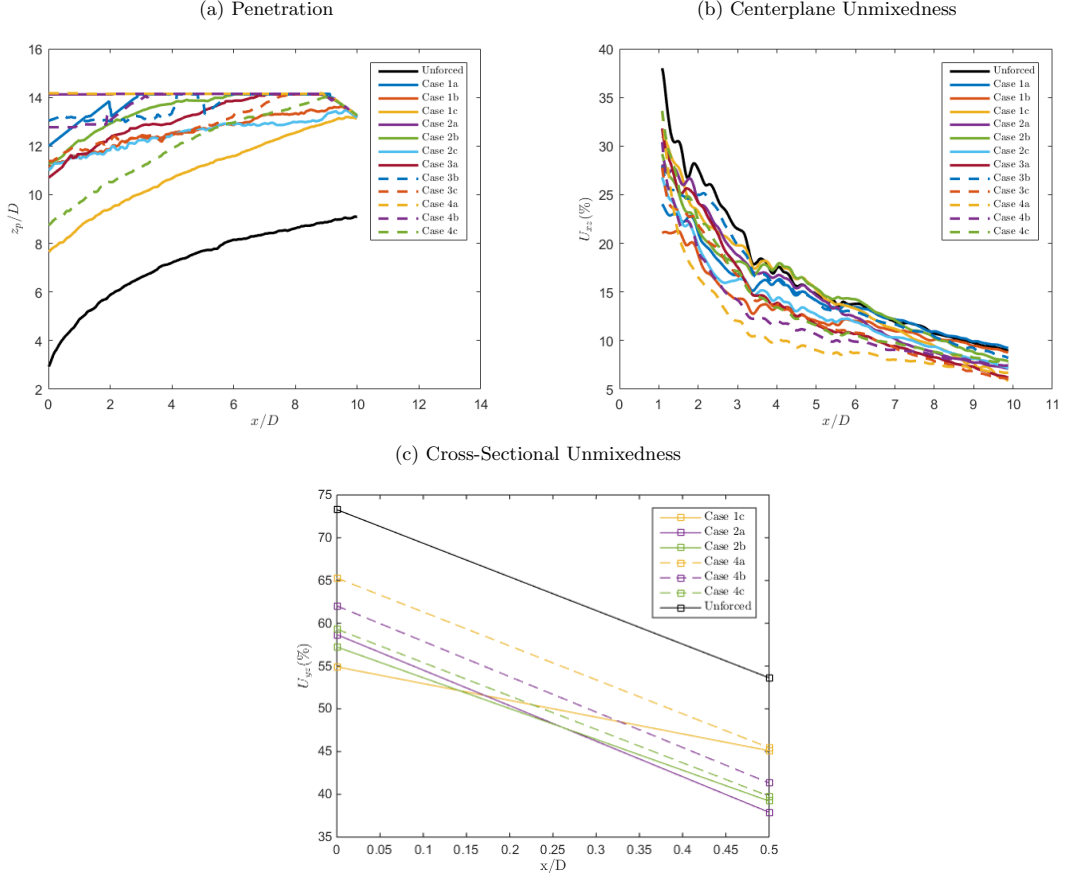 (a) Penetration
(b) Centerplane Unmixedness
16
14
12
10
8
6
4
2
z_p/D
0
2
4
6
8
10
12
14
x/D
Unforced
Case 1a
Case 1b
Case 1c
Case 2a
Case 2b
Case 2c
Case 3a
Case 3b
Case 3c
Case 4a
Case 4b
Case 4c
40
35
30
25
20
15
10
5
U_xz(%)
0
1
2
3
4
5
6
7
8
9
10
11
x/D
Unforced
Case 1a
Case 1b
Case 1c
Case 2a
Case 2b
Case 2c
Case 3a
Case 3b
Case 3c
Case 4a
Case 4b
Case 4c
(c) Cross-Sectional Unmixedness
75
70
65
60
55
50
45
40
35
U_yz(%)
0
0.05
0.1
0.15
0.2
0.25
0.3
0.35
0.4
0.45
0.5
x/D
Case 1c
Case 2a
Case 2b
Case 4a
Case 4b
Case 4c
Unforced